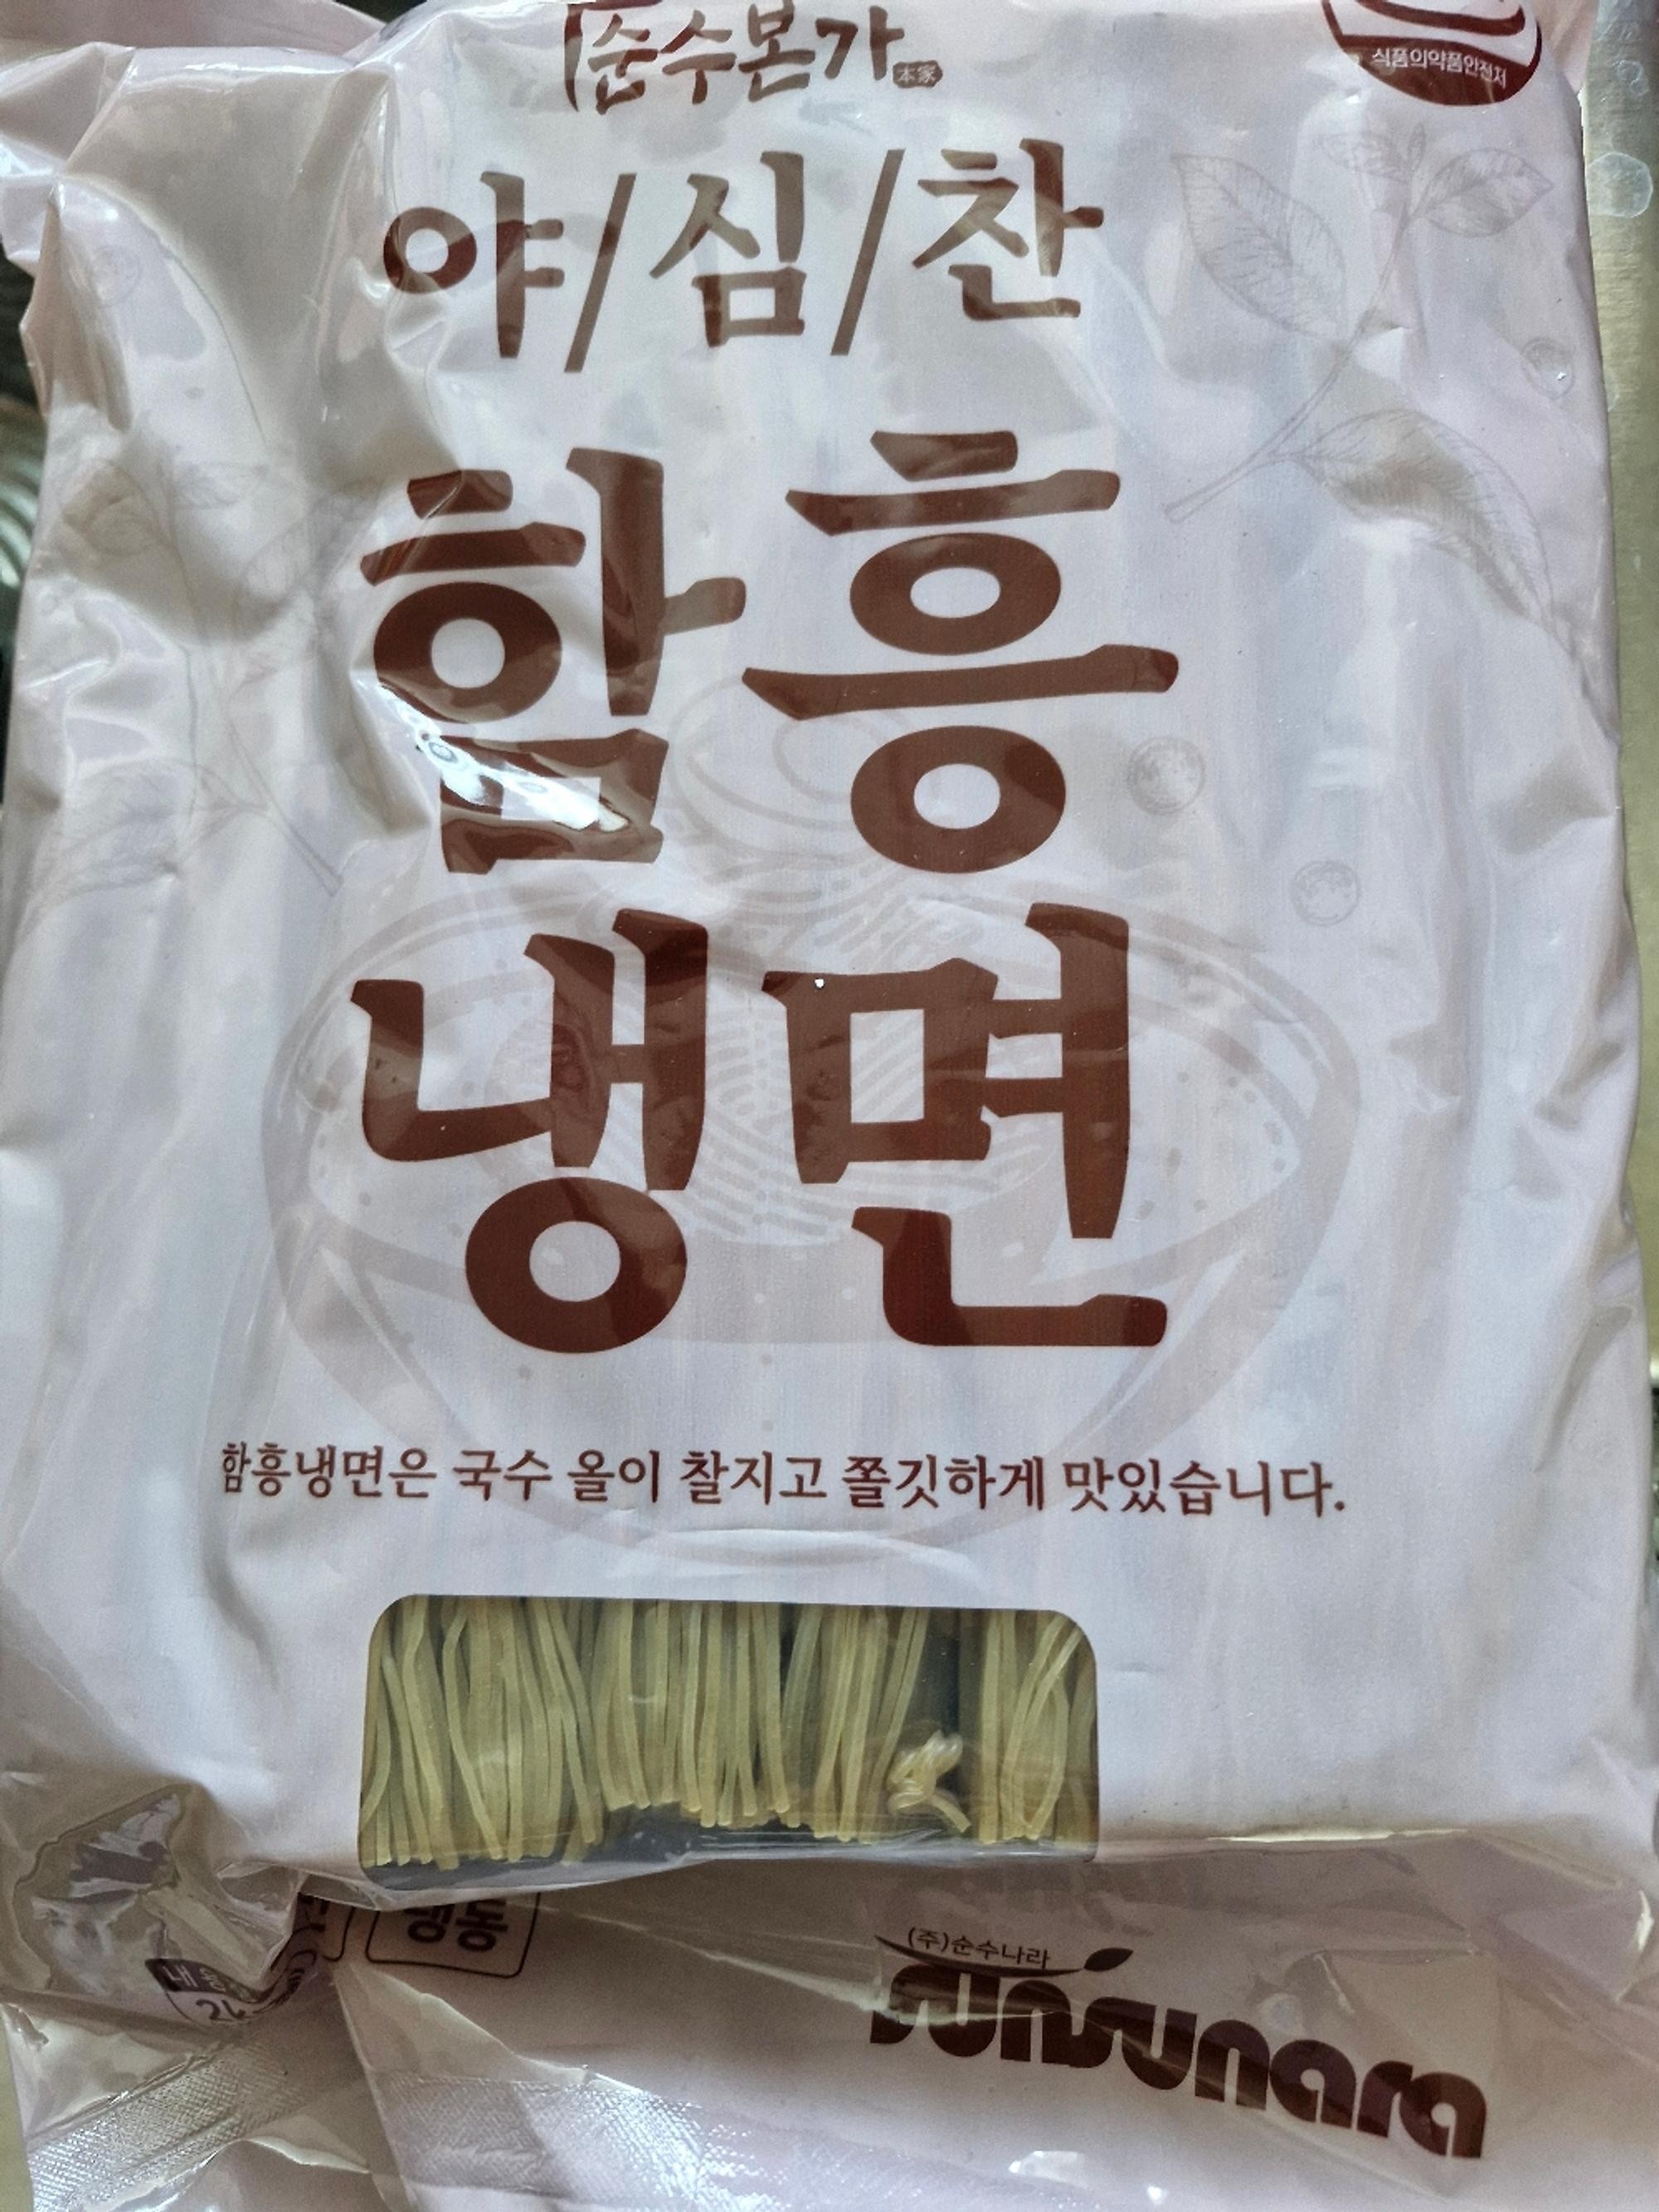 순수본가 本家
식품의약품안전처
야/심/찬
함흥
냉면
함흥냉면은 국수 올이 찰지고 쫄깃하게 맛있습니다.
냉동
(주)순수나라
sunsunara